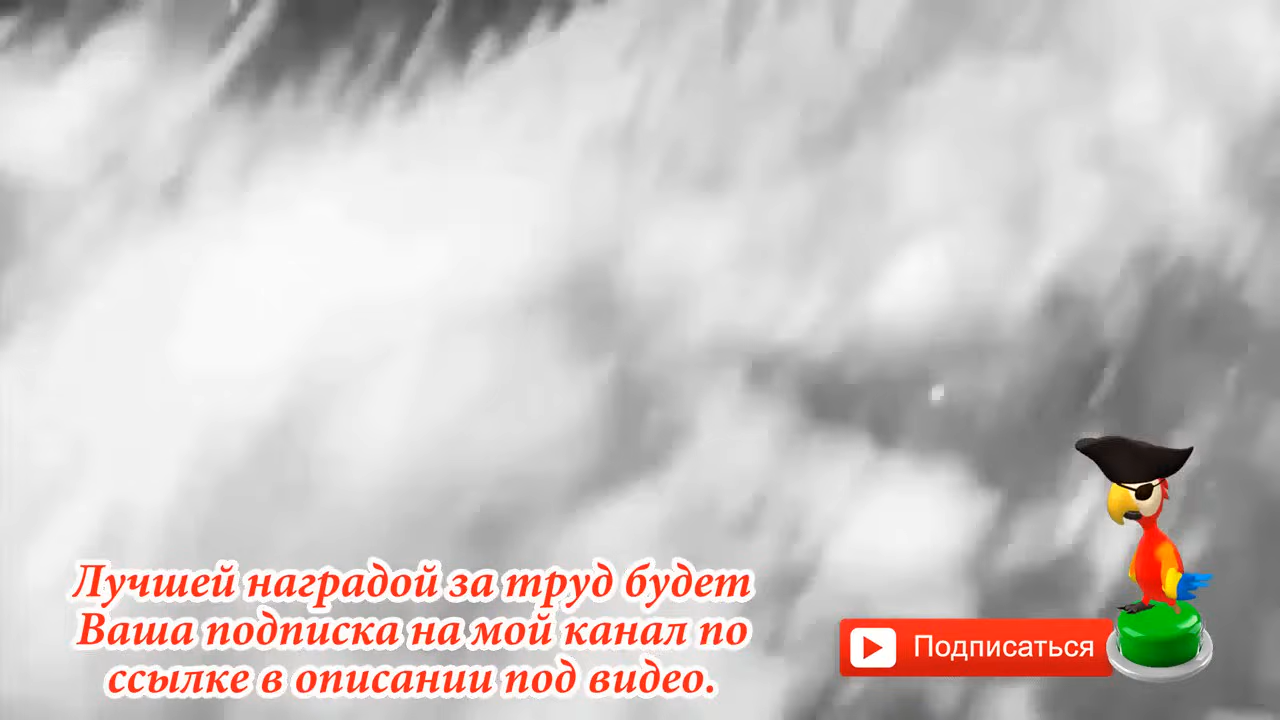 Лучшей наградой за труд будет
Ваша подписка на мой канал по
ссылке в описании под видео.
Подписаться